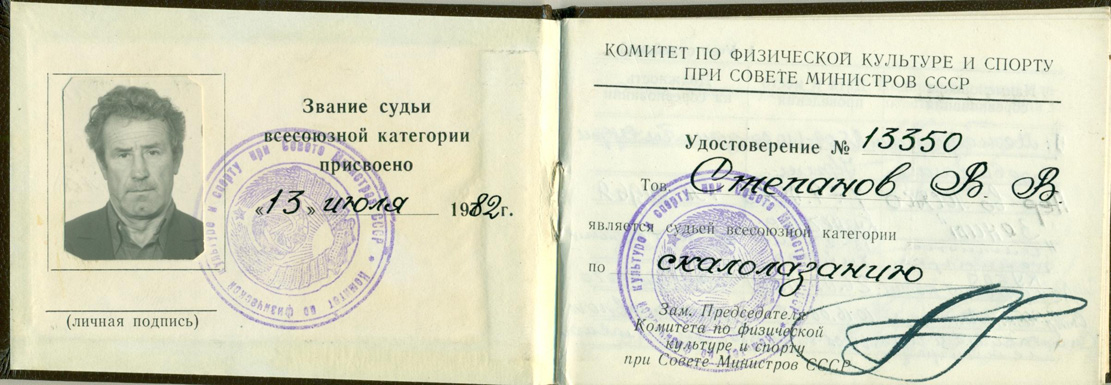 Звание судьи
всесоюзной категории
присвоено
«13» июля 1982г.
(личная подпись)
КОМИТЕТ ПО ФИЗИЧЕСКОЙ КУЛЬТУРЕ И СПОРТУ
ПРИ СОВЕТЕ МИНИСТРОВ СССР
Удостоверение № 13350
Тов. Степанов В В
является судьей всесоюзной категории
по скалолазанию
Зам. Председателя
Комитета по физической
культуре и спорту
при Совете Министров СССР